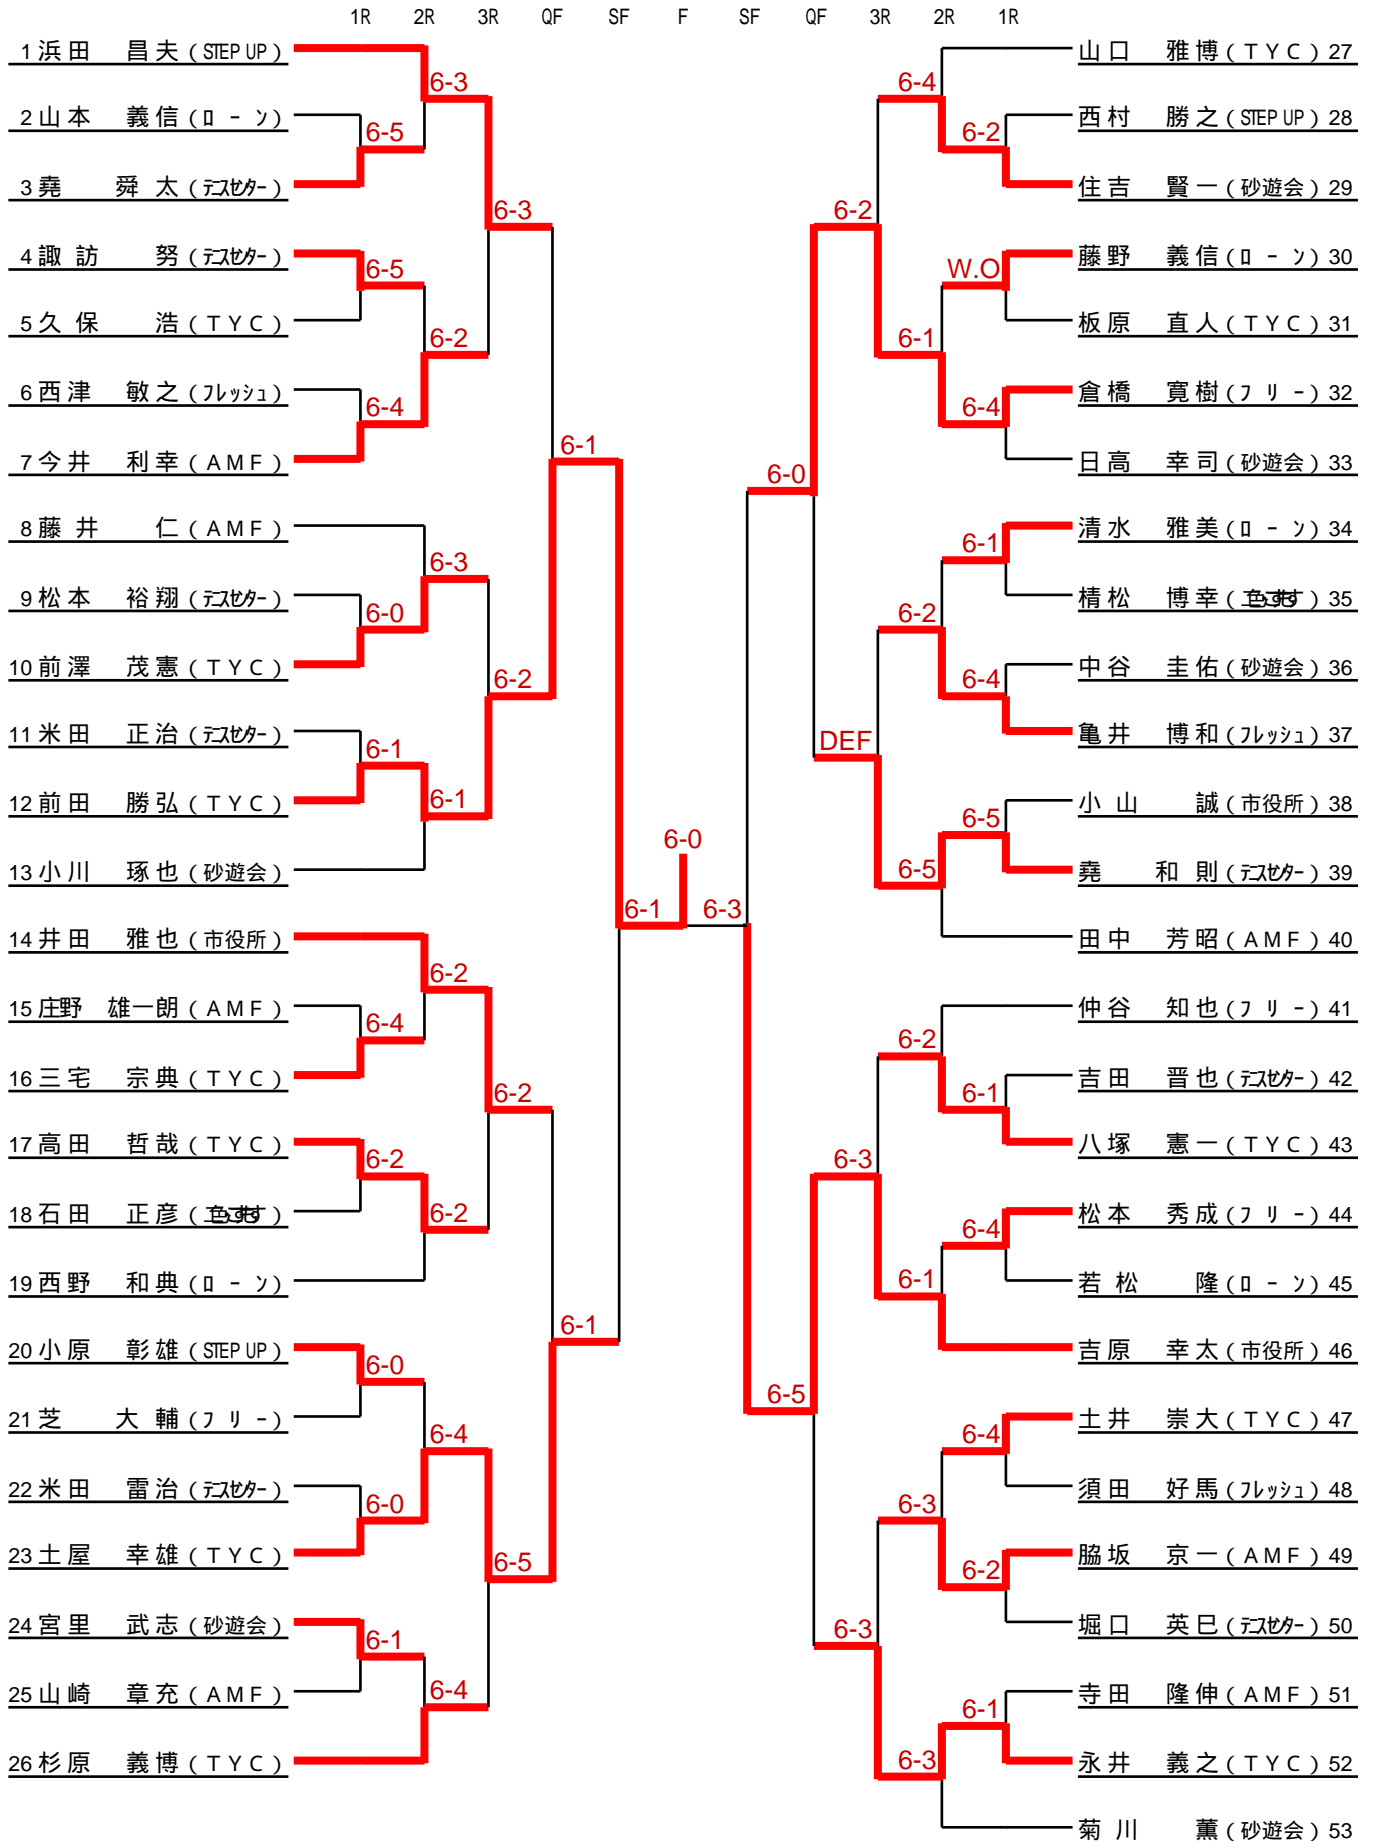 1R 2R 3R QF SF F SF QF 3R 2R 1R
1 浜田 昌夫 (STEP UP)
2 山本 義信 (ローン)
3 堯 舜太 (テニスセンター)
4 諏訪 努 (テニスセンター)
5 久保 浩 (TYC)
6 西津 敏之 (フレッシュ)
7 今井 利幸 (AMF)
8 藤井 仁 (AMF)
9 松本 裕翔 (テニスセンター)
10 前澤 茂憲 (TYC)
11 米田 正治 (テニスセンター)
12 前田 勝弘 (TYC)
13 小川 琢也 (砂遊会)
14 井田 雅也 (市役所)
15 庄野 雄一朗 (AMF)
16 三宅 宗典 (TYC)
17 高田 哲哉 (TYC)
18 石田 正彦
19 西野 和典 (ローン)
20 小原 彰雄 (STEP UP)
21 芝 大輔 (フリー)
22 米田 雷治 (テニスセンター)
23 土屋 幸雄 (TYC)
24 宮里 武志 (砂遊会)
25 山崎 章充 (AMF)
26 杉原 義博 (TYC)
6-5
6-5
6-4
6-0
6-1
6-4
6-2
6-0
6-0
6-1
6-3
6-2
6-3
6-1
6-2
6-2
6-4
6-4
6-3
6-2
6-2
6-5
6-1
6-1
6-1
6-0
6-3
6-0
6-5
6-2
DEF
6-3
6-3
6-4
6-1
6-2
6-5
6-2
6-1
6-3
6-3
6-2
W.O
6-4
6-1
6-4
6-5
6-1
6-4
6-4
6-2
6-1
山口 雅博 (TYC) 27
西村 勝之 (STEP UP) 28
住吉 賢一 (砂遊会) 29
藤野 義信 (ローン) 30
板原 直人 (TYC) 31
倉橋 寛樹 (フリー) 32
日高 幸司 (砂遊会) 33
清水 雅美 (ローン) 34
楠松 博幸 35
中谷 圭佑 (砂遊会) 36
亀井 博和 (フレッシュ) 37
小山 誠 (市役所) 38
堯 和則 (テニスセンター) 39
田中 芳昭 (AMF) 40
仲谷 知也 (フリー) 41
吉田 晋也 (テニスセンター) 42
八塚 憲一 (TYC) 43
松本 秀成 (フリー) 44
若松 隆 (ローン) 45
吉原 幸太 (市役所) 46
土井 崇大 (TYC) 47
須田 好馬 (フレッシュ) 48
脇坂 京一 (AMF) 49
堀口 英巳 (テニスセンター) 50
寺田 隆伸 (AMF) 51
永井 義之 (TYC) 52
菊川 薫 (砂遊会) 53